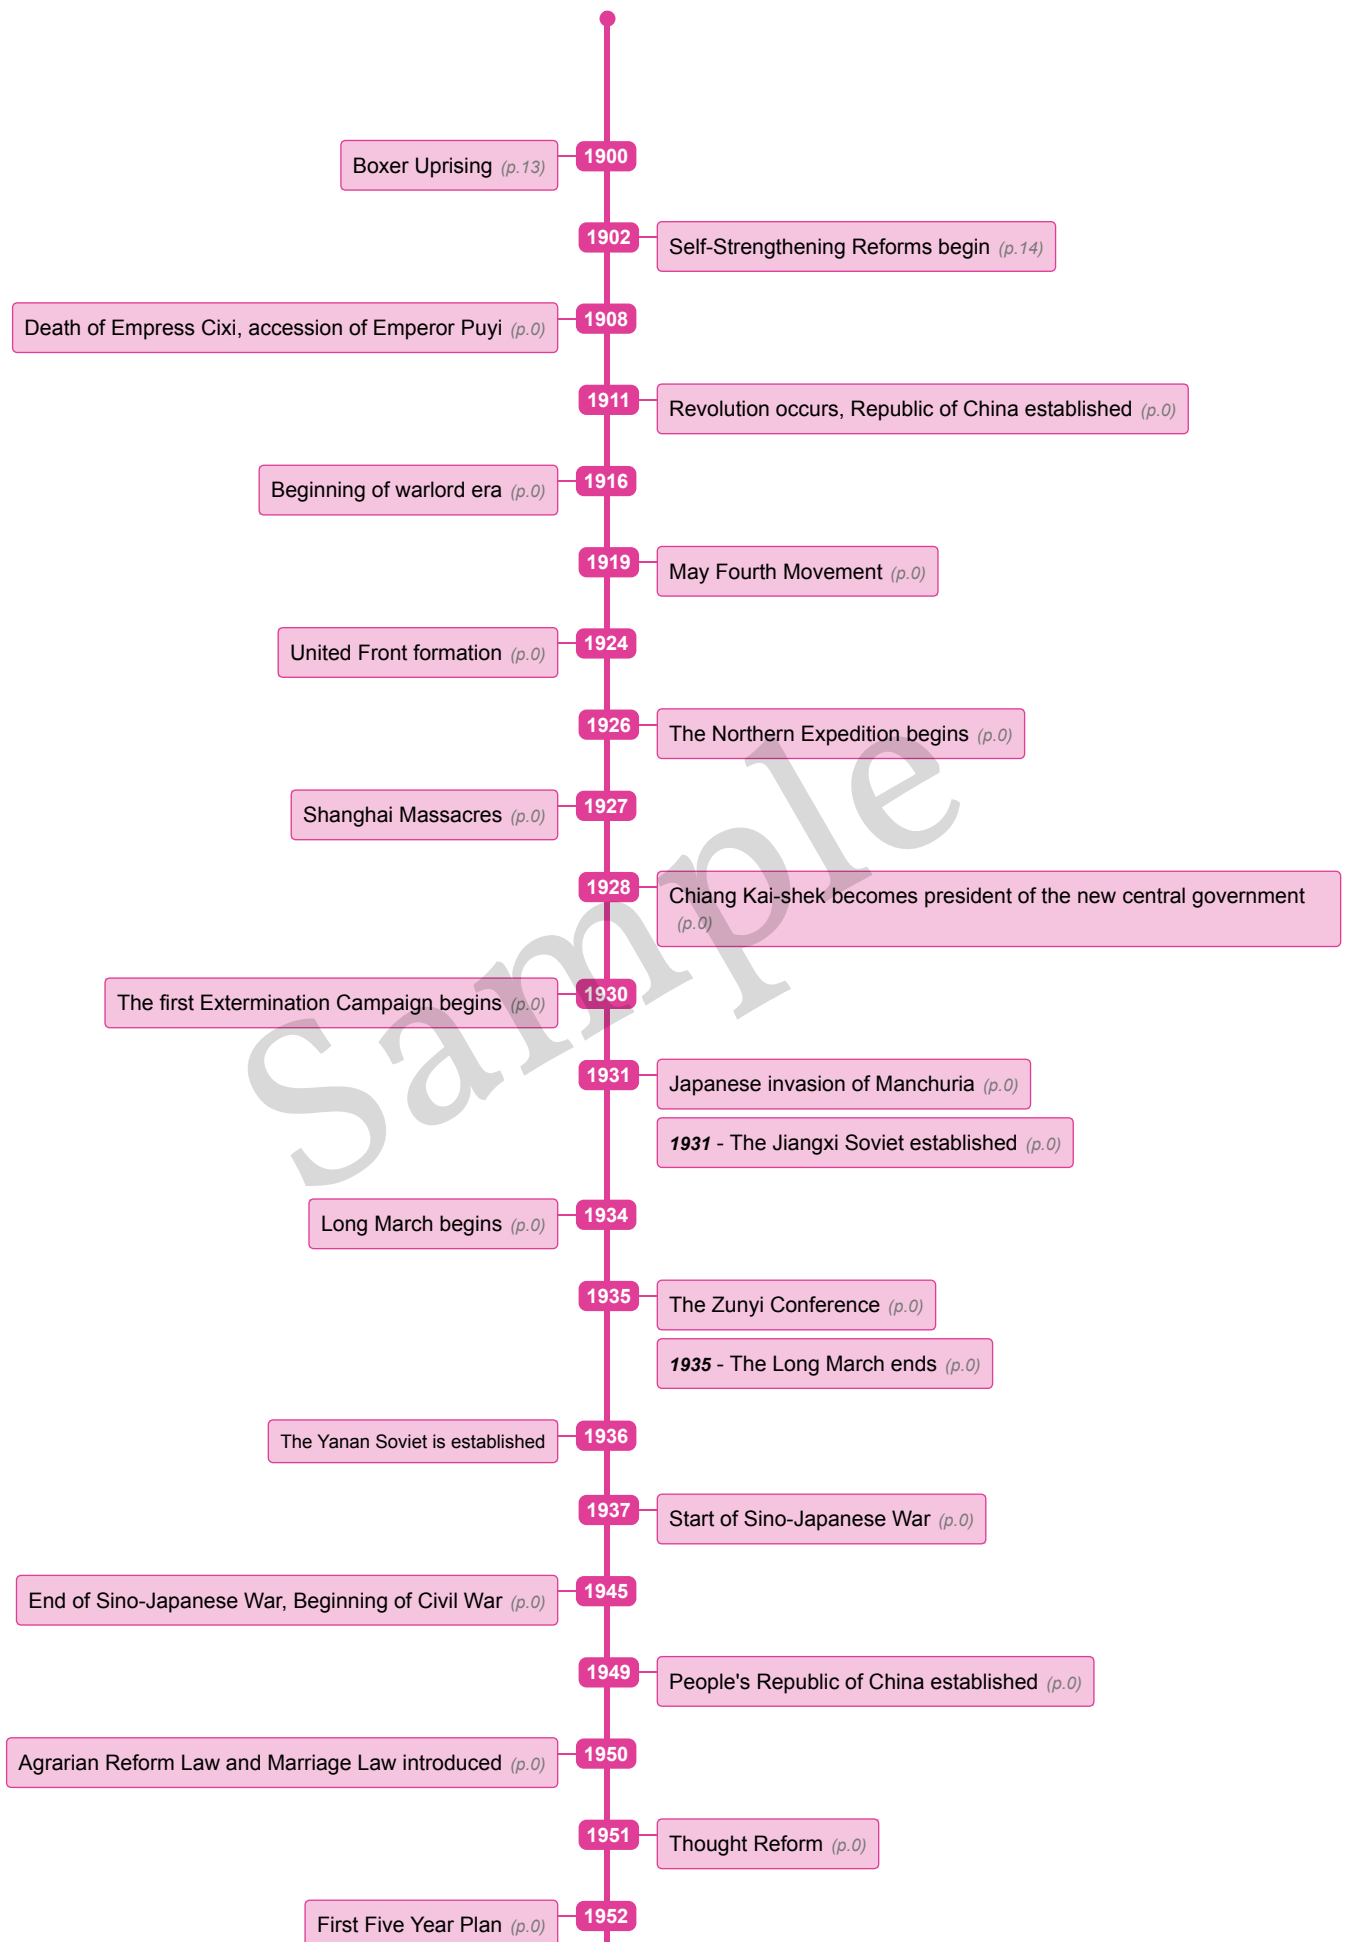 1900
Boxer Uprising (p.13)
1902
Self-Strengthening Reforms begin (p.14)
1908
Death of Empress Cixi, accession of Emperor Puyi (p.0)
1911
Revolution occurs, Republic of China established (p.0)
1916
Beginning of warlord era (p.0)
1919
May Fourth Movement (p.0)
1924
United Front formation (p.0)
1926
The Northern Expedition begins (p.0)
1927
Shanghai Massacres (p.0)
1928
Chiang Kai-shek becomes president of the new central government
(p.0)
1930
The first Extermination Campaign begins (p.0)
1931
Japanese invasion of Manchuria (p.0)
1931 - The Jiangxi Soviet established (p.0)
1934
Long March begins (p.0)
1935
The Zunyi Conference (p.0)
1935 - The Long March ends (p.0)
1936
The Yanan Soviet is established
1937
Start of Sino-Japanese War (p.0)
1945
End of Sino-Japanese War, Beginning of Civil War (p.0)
1949
People's Republic of China established (p.0)
1950
Agrarian Reform Law and Marriage Law introduced (p.0)
1951
Thought Reform (p.0)
1952
First Five Year Plan (p.0)
Sample